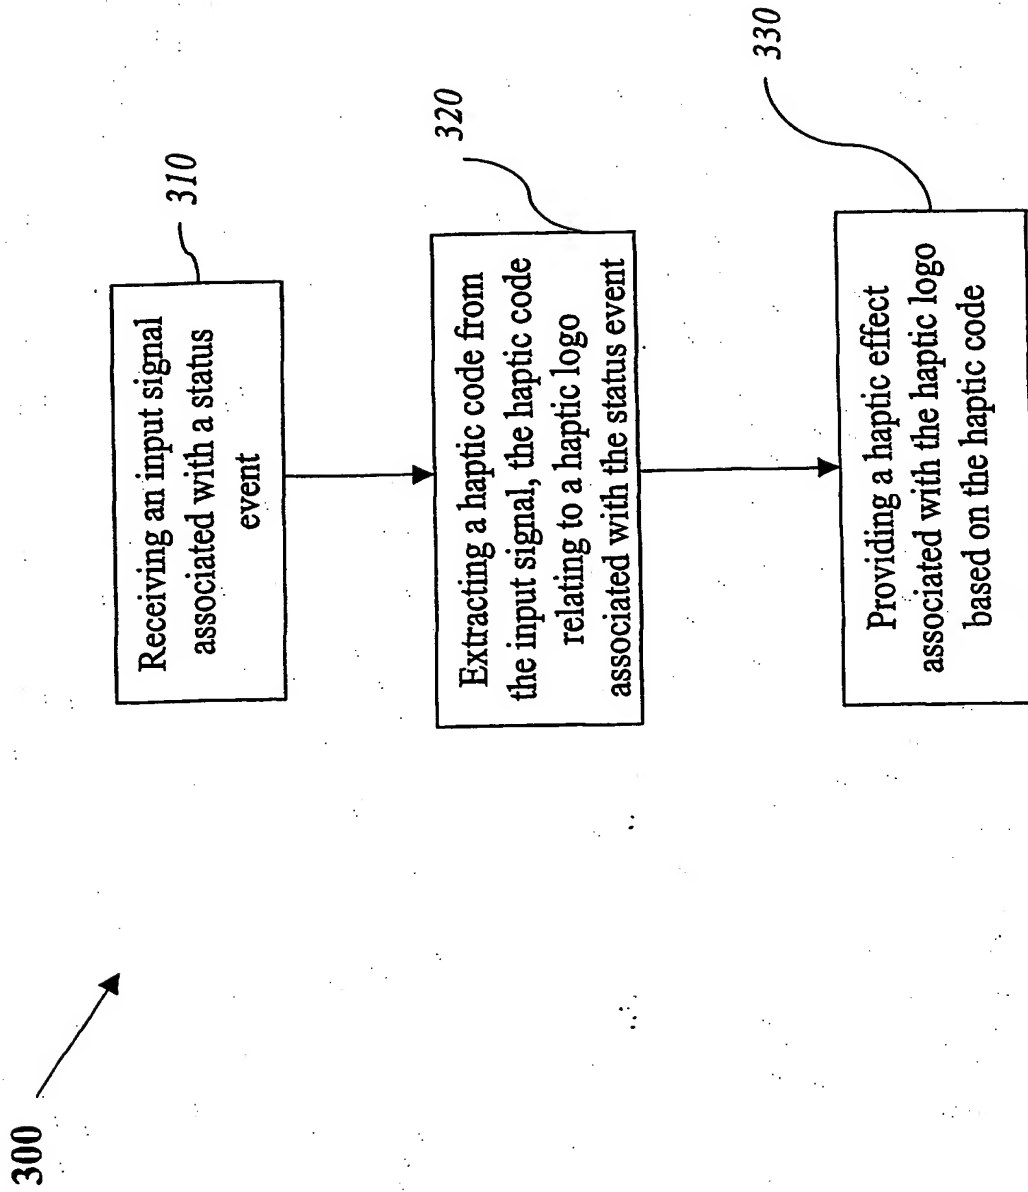 300
Receiving an input signal
associated with a status
event
310
Extracting a haptic code from
the input signal, the haptic code
relating to a haptic logo
associated with the status event
320
Providing a haptic effect
associated with the haptic logo
based on the haptic code
330